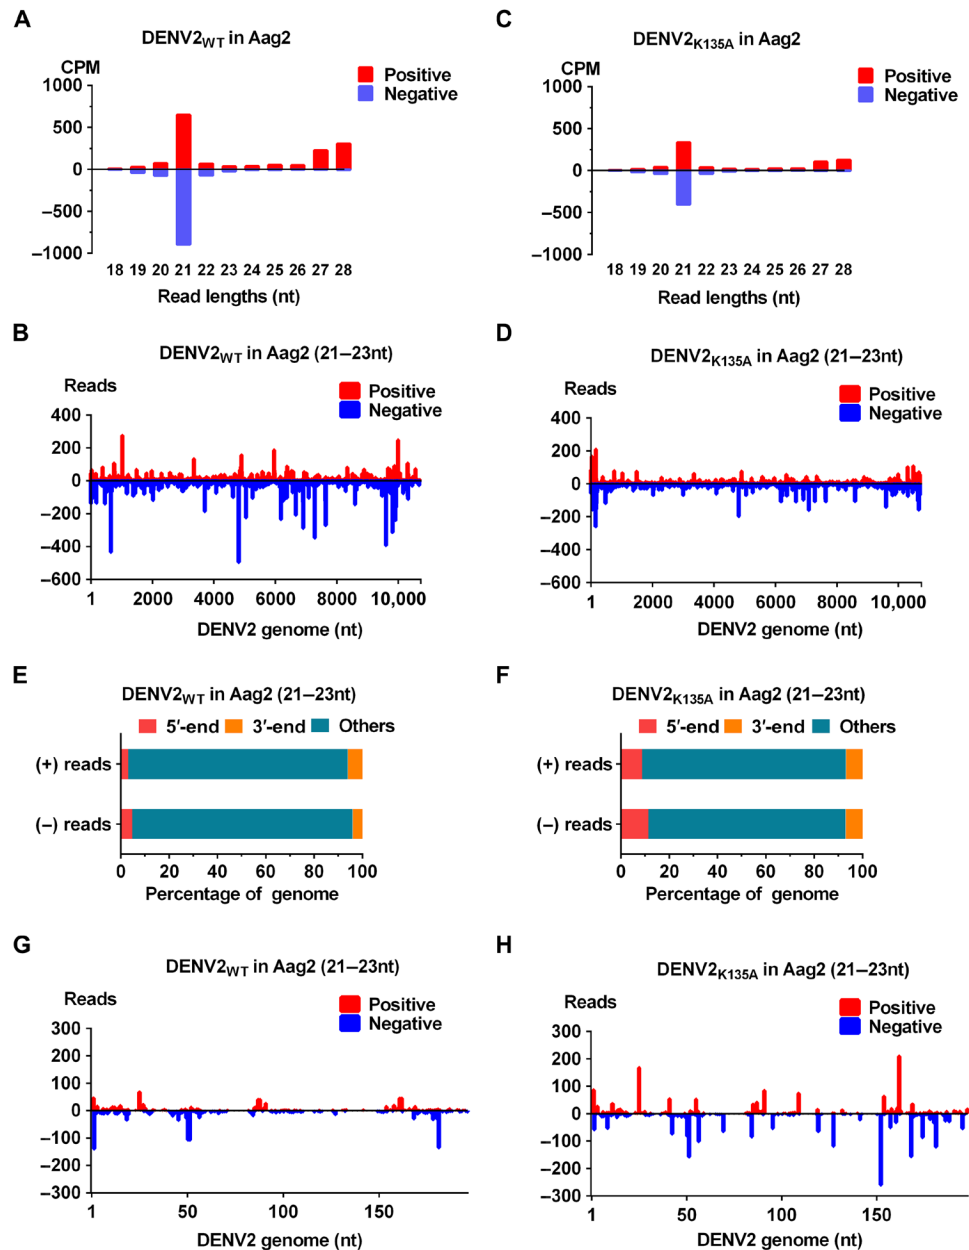 A
DENV2WT in Aag2
CPM
Positive
Negative
1000
500
0
–500
–1000
18 19 20 21 22 23 24 25 26 27 28
Read lengths (nt)
C
DENV2K135A in Aag2
CPM
Positive
Negative
1000
500
0
–500
–1000
18 19 20 21 22 23 24 25 26 27 28
Read lengths (nt)
B
DENV2WT in Aag2 (21–23nt)
Reads
Positive
Negative
400
200
0
–200
–400
–600
1 2000 4000 6000 8000 10,000
DENV2 genome (nt)
D
DENV2K135A in Aag2 (21–23nt)
Reads
Positive
Negative
400
200
0
–200
–400
–600
1 2000 4000 6000 8000 10,000
DENV2 genome (nt)
E
DENV2WT in Aag2 (21–23nt)
5′-end 3′-end Others
(+) reads
(–) reads
0 20 40 60 80 100
Percentage of genome
F
DENV2K135A in Aag2 (21–23nt)
5′-end 3′-end Others
(+) reads
(–) reads
0 20 40 60 80 100
Percentage of genome
G
DENV2WT in Aag2 (21–23nt)
Reads
Positive
Negative
300
200
100
0
–100
–200
–300
1 50 100 150
DENV2 genome (nt)
H
DENV2K135A in Aag2 (21–23nt)
Reads
Positive
Negative
300
200
100
0
–100
–200
–300
1 50 100 150
DENV2 genome (nt)